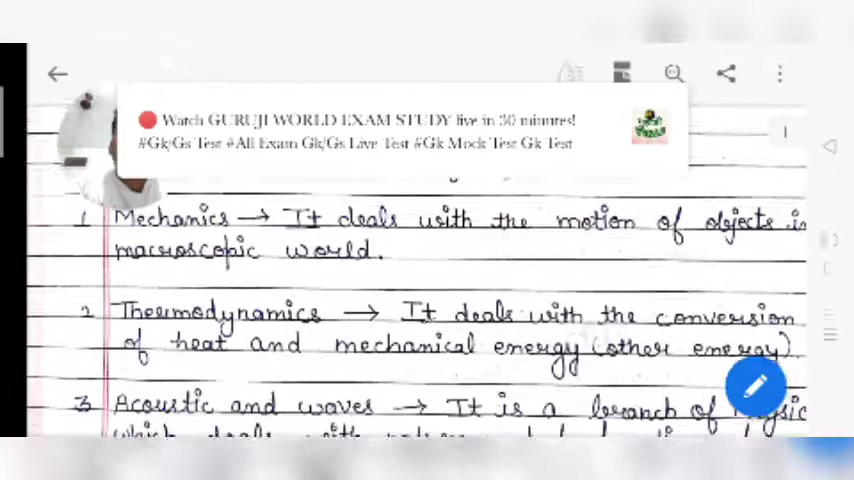 🔴 Watch GURUJI WORLD EXAM STUDY live in 30 minutes!
#Gk/Gs Test #All Exam Gk/Gs Live Test #Gk Mock Test Gk Test
1 Mechanics → It deals with the motion of objects in
macroscopic world.
2 Thermodynamics → It deals with the conversion
of heat and mechanical energy (other energy).
3 Acoustic and waves → It is a branch of
which deals with